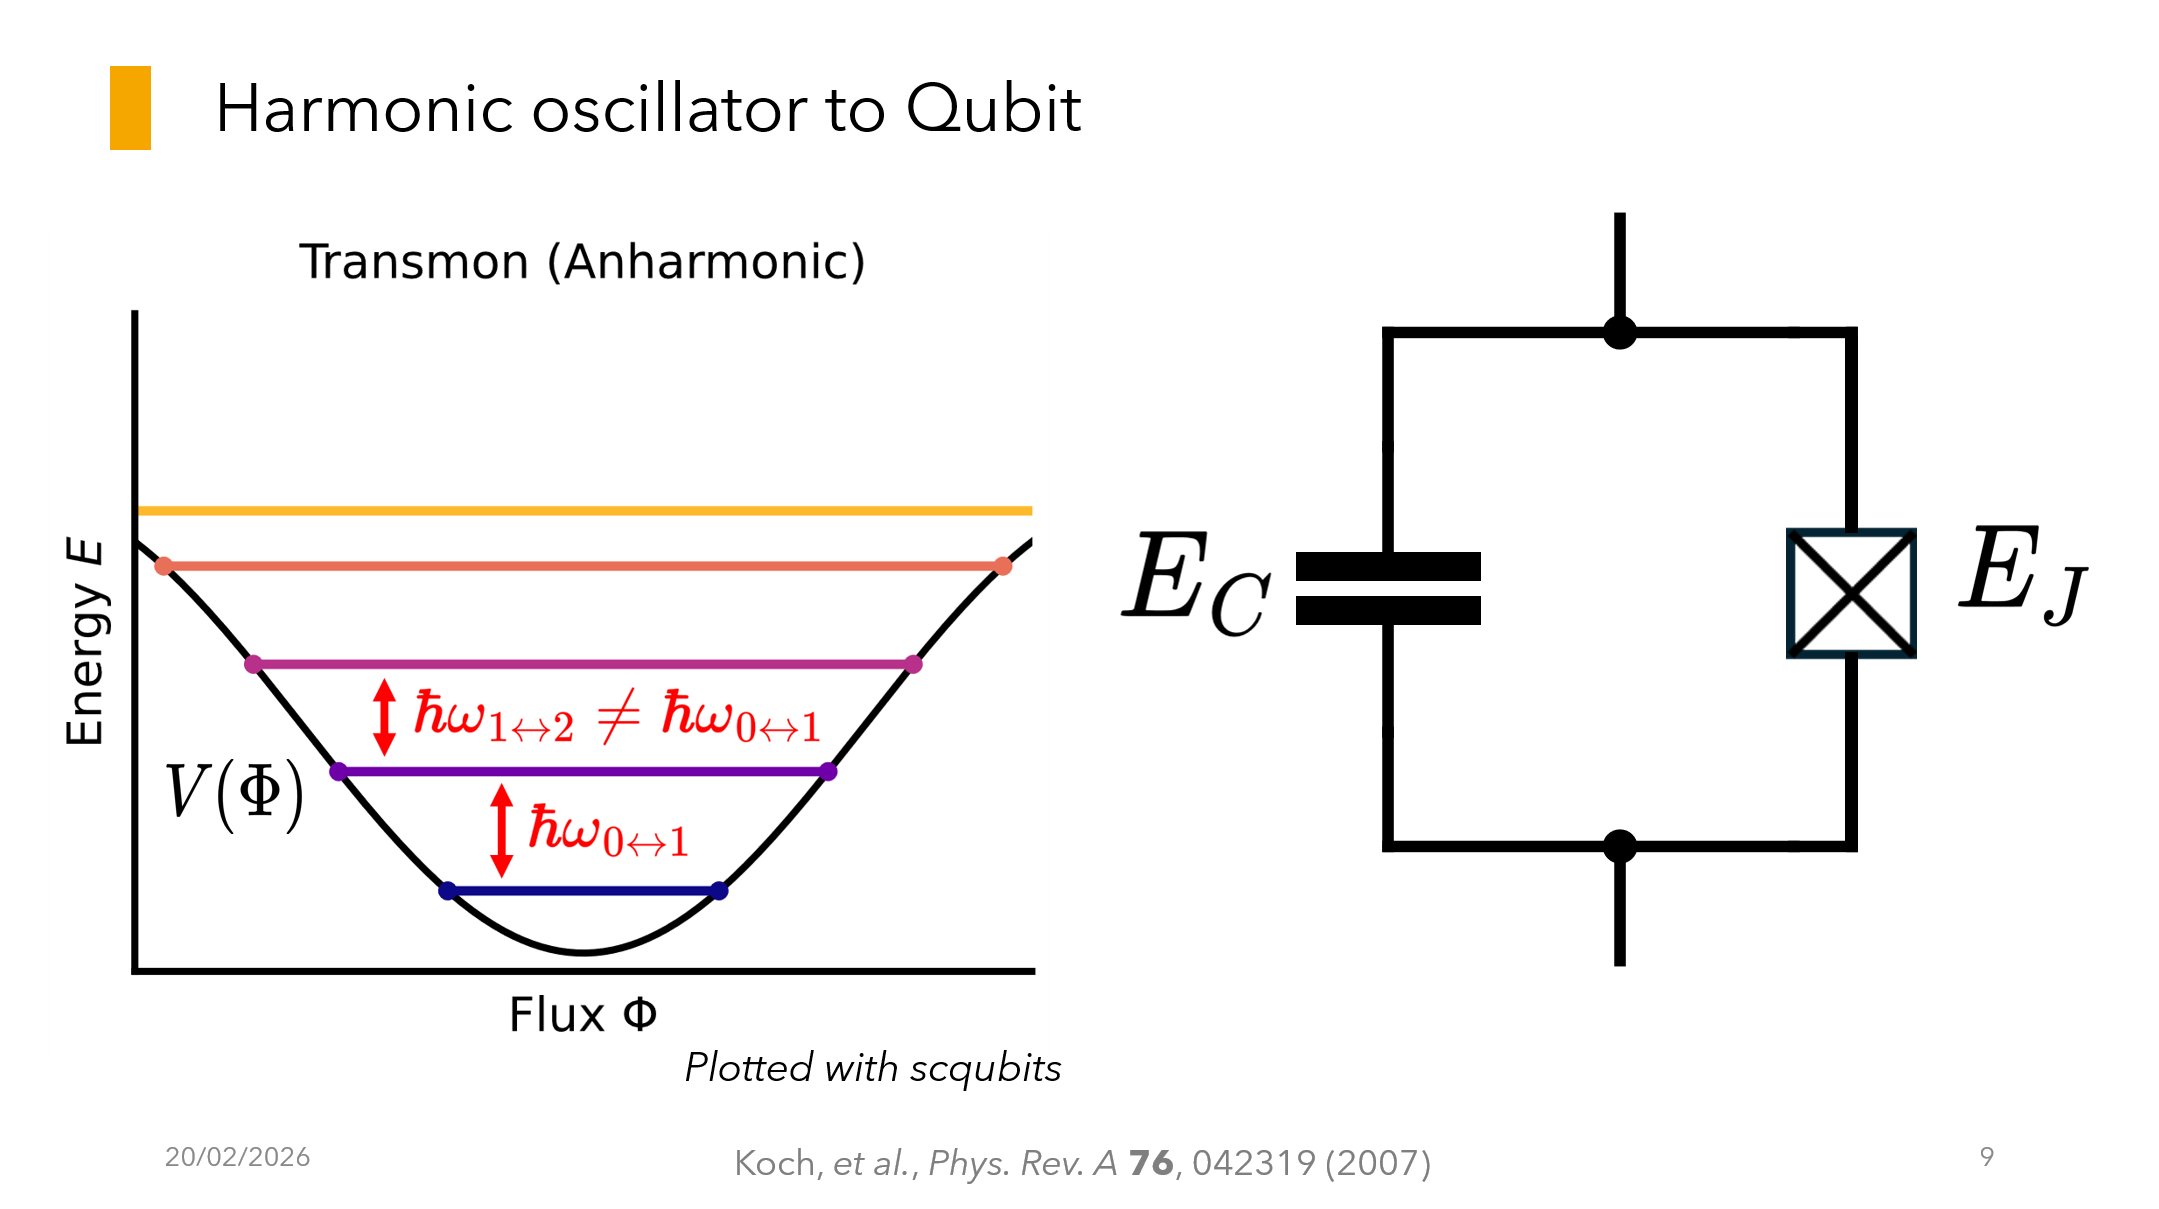 Harmonic oscillator to Qubit
Transmon (Anharmonic)
Energy E
V(Φ)
ħω₁↔₂ ≠ ħω₀↔₁
ħω₀↔₁
Flux Φ
Plotted with scqubits
E_C
E_J
20/02/2026
Koch, et al., Phys. Rev. A 76, 042319 (2007)
9